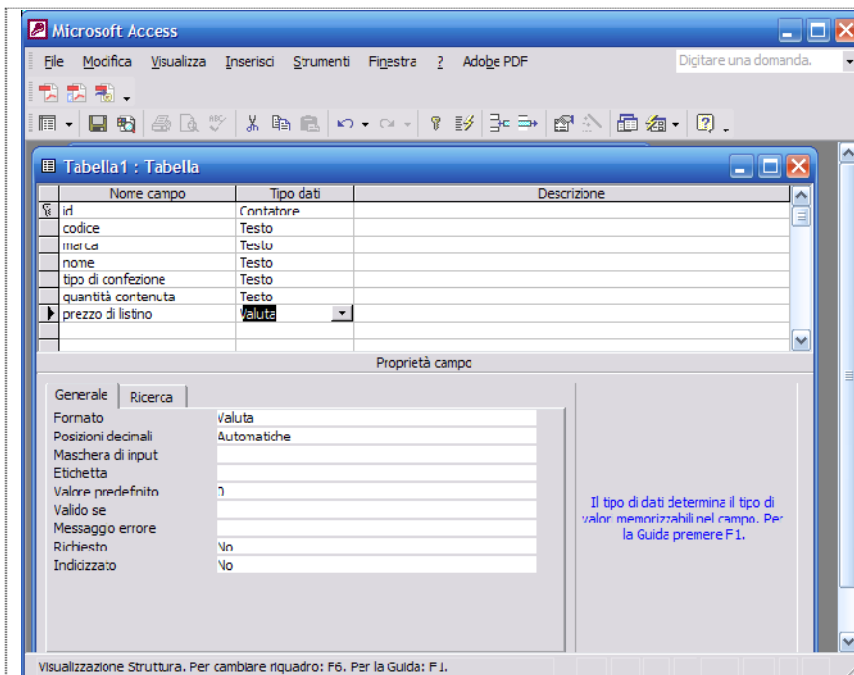 Microsoft Access
File Modifica Visualizza Inserisci Strumenti Finestra ? Adobe PDF Digitare una domanda.
Tabella1 : Tabella
Nome campo Tipo dati Descrizione
id Contatore
codice Testo
marca Testo
nome Testo
tipo di confezione Testo
quantità contenuta Testo
prezzo di listino Valuta
Proprietà campo
Generale Ricerca
Formato Valuta
Posizioni decimali Automatiche
Maschera di input
Etichetta
Valore predefinito 0
Valido se
Messaggo errore
Richiesto No
Indicizzato No
Il tipo di dati determina il tipo di
valori memorizzabili nel campo. Per
la Guida premere F1.
Visualizzazione Struttura. Per cambiare riquadro: F6. Per la Guida: F1.